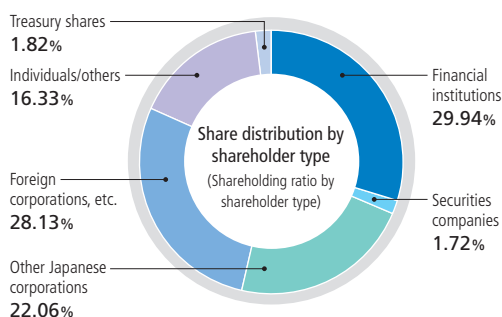 Treasury shares
1.82%
Individuals/others
16.33%
Foreign
corporations, etc.
28.13%
Other Japanese
corporations
22.06%
Share distribution by
shareholder type
(Shareholding ratio by
shareholder type)
Financial
institutions
29.94%
Securities
companies
1.72%